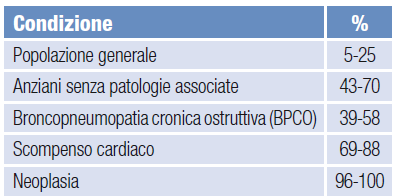 Condizione %
Popolazione generale 5-25
Anziani senza patologie associate 43-70
Broncopneumopatia cronica ostruttiva (BPCO) 39-58
Scompenso cardiaco 69-88
Neoplasia 96-100